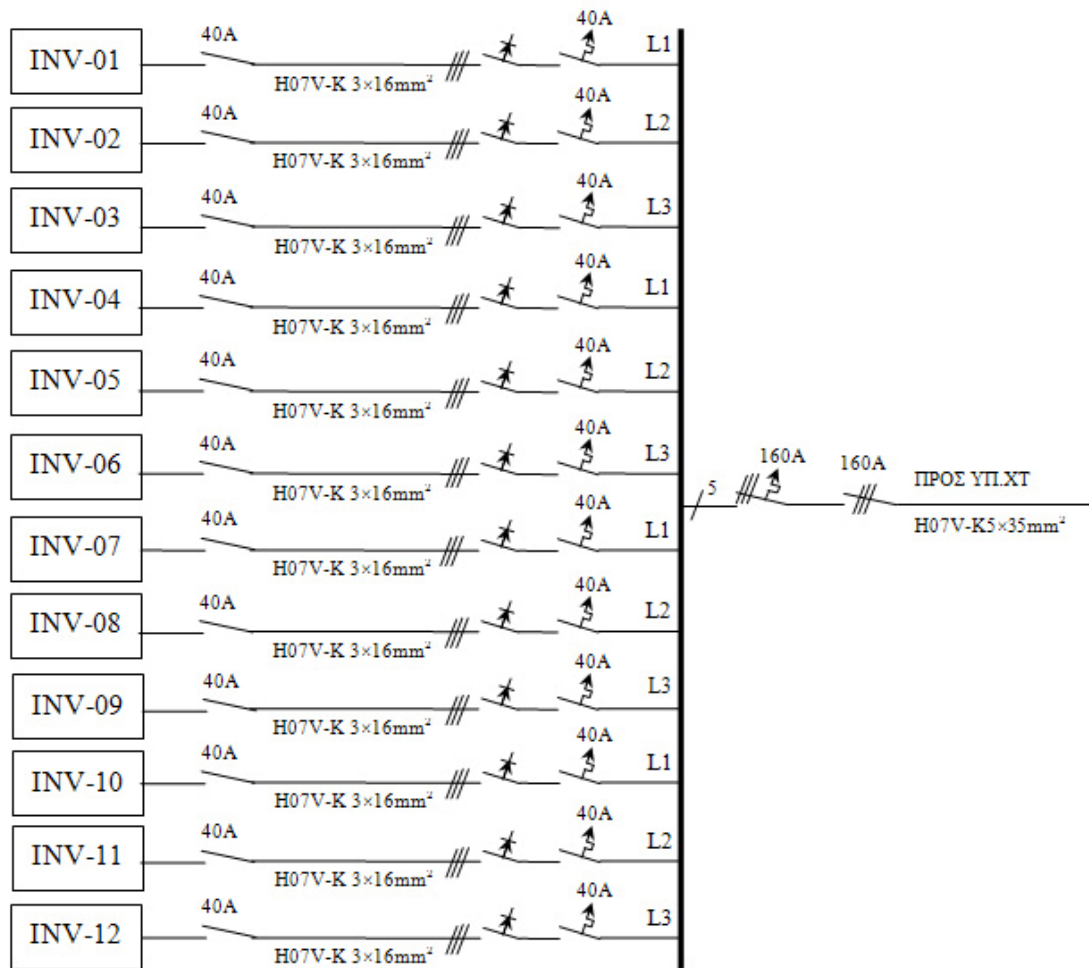 40A
40A
INV-01
L1
H07V-K 3×16mm²
40A
40A
INV-02
L2
H07V-K 3×16mm²
40A
40A
INV-03
L3
H07V-K 3×16mm²
40A
40A
INV-04
L1
H07V-K 3×16mm²
40A
40A
INV-05
L2
H07V-K 3×16mm²
40A
40A
INV-06
L3
H07V-K 3×16mm²
40A
40A
INV-07
L1
H07V-K 3×16mm²
40A
40A
INV-08
L2
H07V-K 3×16mm²
40A
40A
INV-09
L3
H07V-K 3×16mm²
40A
40A
INV-10
L1
H07V-K 3×16mm²
40A
40A
INV-11
L2
H07V-K 3×16mm²
40A
40A
INV-12
L3
H07V-K 3×16mm²
5
160A
160A
ΠΡΟΣ ΥΠ.ΧΤ
H07V-K5×35mm²